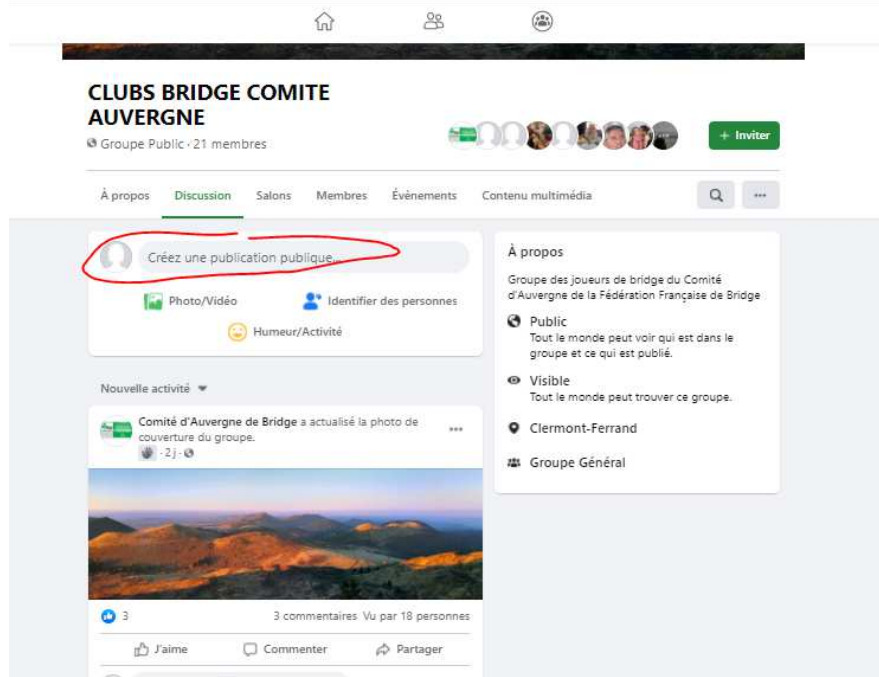 CLUBS BRIDGE COMITE
AUVERGNE
Groupe Public · 21 membres
+ Inviter
À propos Discussion Salons Membres Évènements Contenu multimédia
Créez une publication publique...
Photo/Vidéo Identifier des personnes
Humeur/Activité
À propos
Groupe des joueurs de bridge du Comité
d'Auvergne de la Fédération Française de Bridge
Public
Tout le monde peut voir qui est dans le
groupe et ce qui est publié.
Visible
Tout le monde peut trouver ce groupe.
Clermont-Ferrand
Groupe Général
Nouvelle activité
Comité d'Auvergne de Bridge a actualisé la photo de
couverture du groupe.
· 2 j ·
3 3 commentaires Vu par 18 personnes
J'aime Commenter Partager